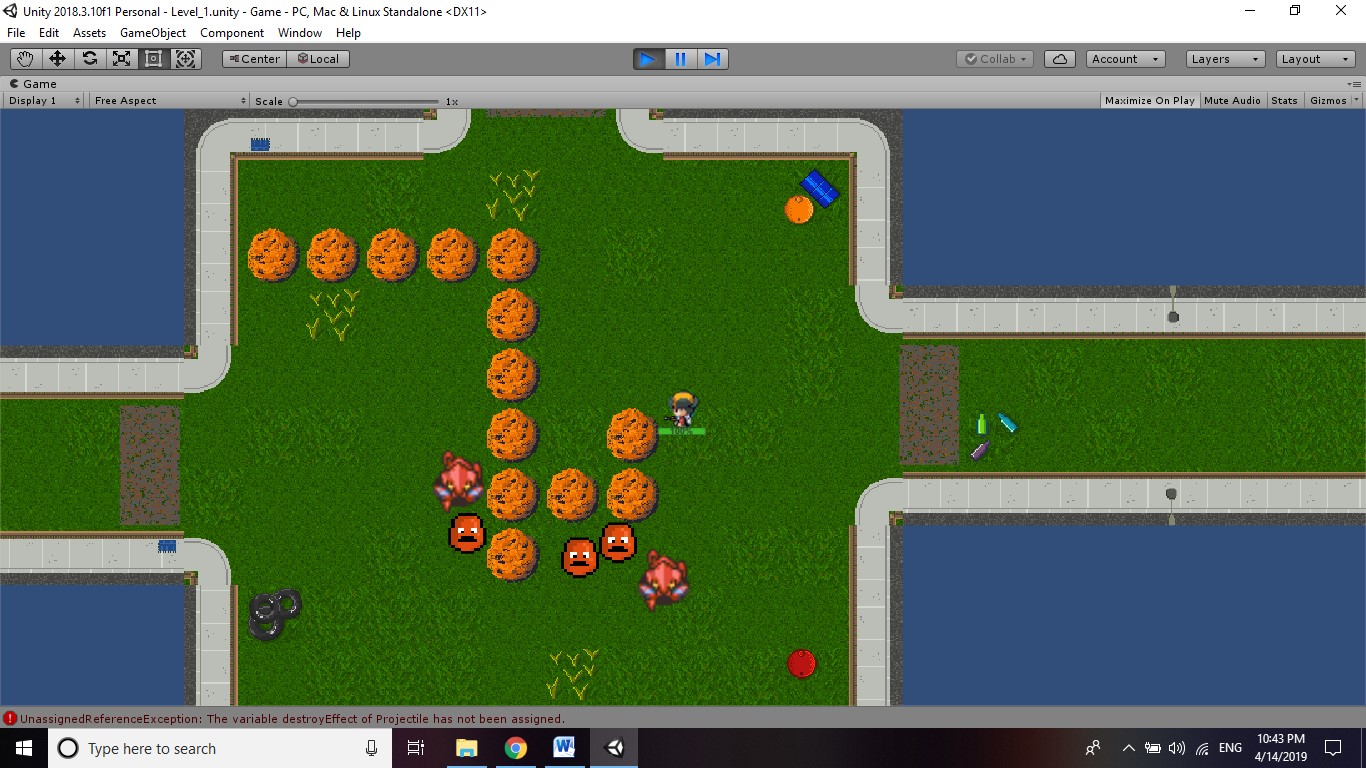 Unity 2018.3.10f1 Personal - Level_1.unity - Game - PC, Mac & Linux Standalone <DX11>
File Edit Assets GameObject Component Window Help
Center Local Collab Account Layers Layout
Game
Display 1 Free Aspect Scale 1x Maximize On Play Mute Audio Stats Gizmos
UnassignedReferenceException: The variable destroyEffect of Projectile has not been assigned.
Type here to search
ENG
10:43 PM
4/14/2019